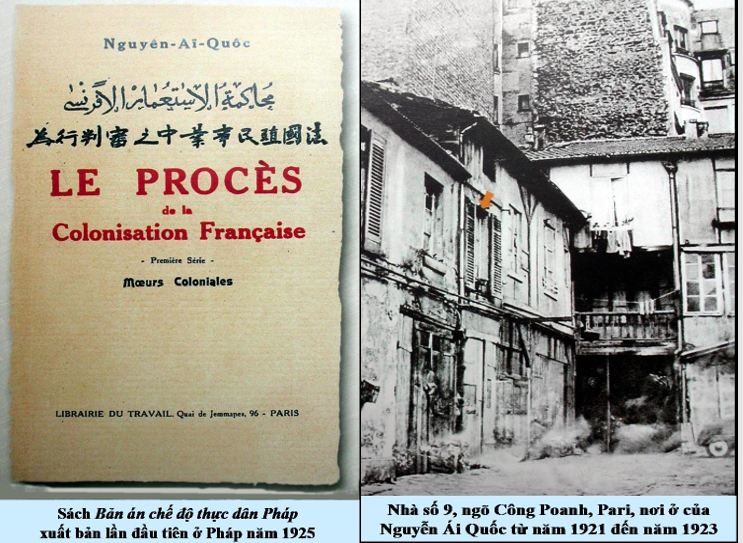 Nguyên-Aï-Quôc
محاكمة الاستعمار الافرنسي
為行判審之中業事民殖國法
LE PROCÈS
de la
Colonisation Française
- Première Série -
Mœurs Coloniales
LIBRAIRIE DU TRAVAIL, Quai de Jemmapes, 96 - PARIS
Sách Bản án chế độ thực dân Pháp
xuất bản lần đầu tiên ở Pháp năm 1925
Nhà số 9, ngõ Công Poanh, Pari, nơi ở của
Nguyễn Ái Quốc từ năm 1921 đến năm 1923